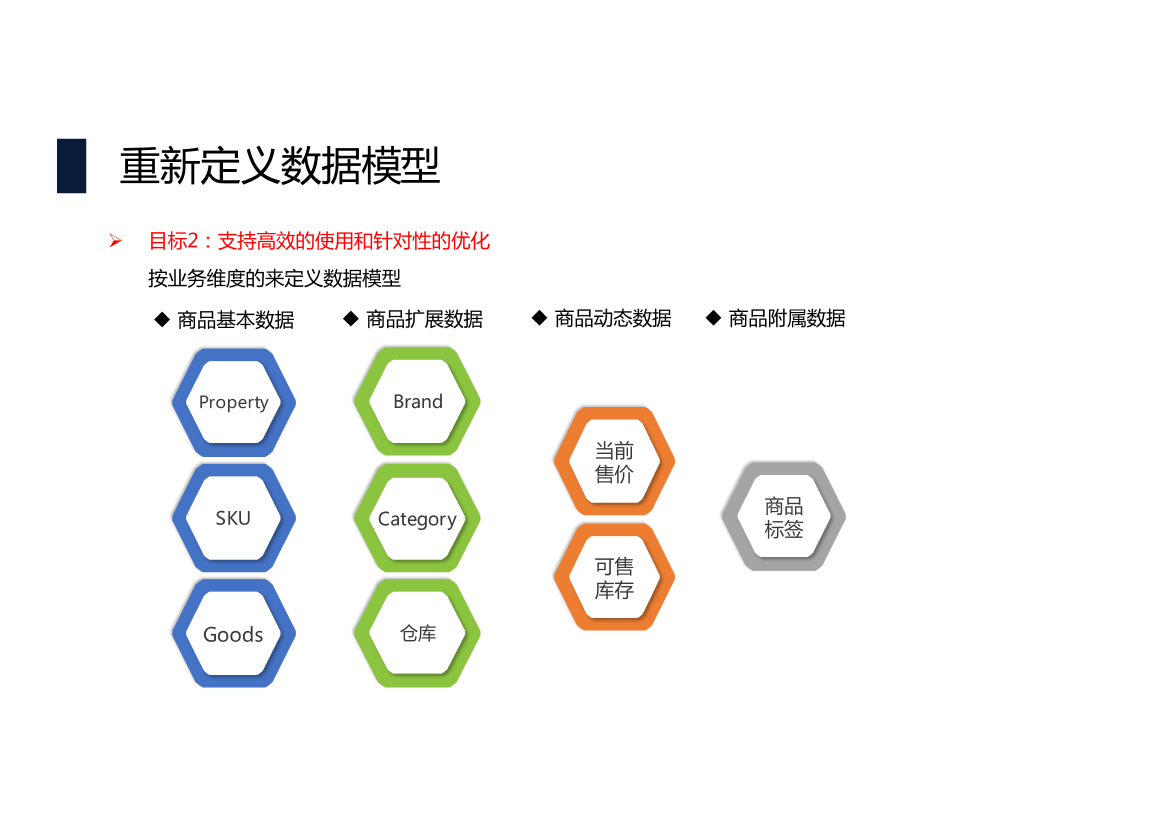 重新定义数据模型
目标2：支持高效的使用和针对性的优化
按业务维度的来定义数据模型
商品基本数据
商品扩展数据
商品动态数据
商品附属数据
Property
SKU
Goods
Brand
Category
仓库
当前
售价
可售
库存
商品
标签